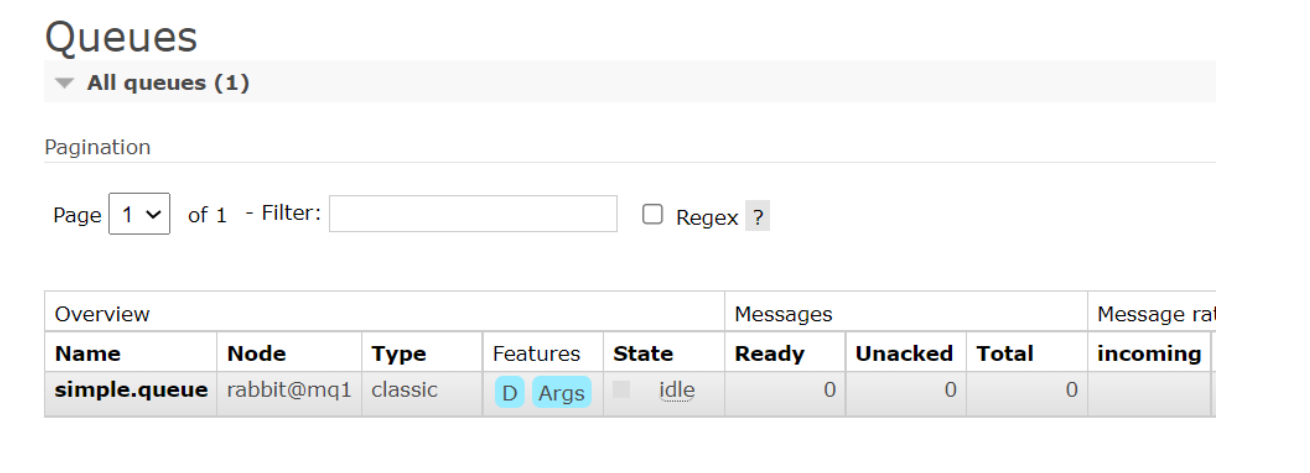 Queues
All queues (1)
Pagination
Page 1 of 1 - Filter: Regex ?
Overview Messages Message rat
Name Node Type Features State Ready Unacked Total incoming
simple.queue rabbit@mq1 classic D Args idle 0 0 0